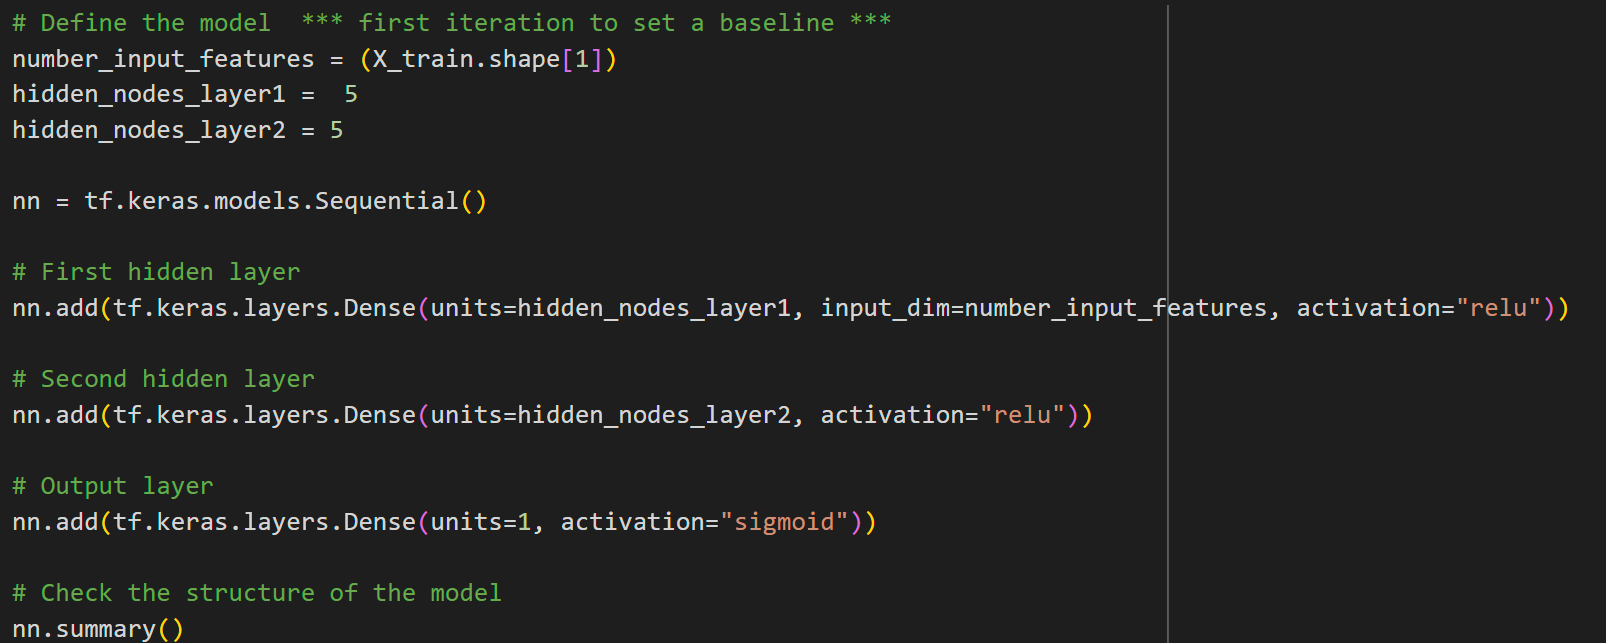 # Define the model  *** first iteration to set a baseline ***
number_input_features = (X_train.shape[1])
hidden_nodes_layer1 =  5
hidden_nodes_layer2 = 5
nn = tf.keras.models.Sequential()
# First hidden layer
nn.add(tf.keras.layers.Dense(units=hidden_nodes_layer1, input_dim=number_input_features, activation="relu"))
# Second hidden layer
nn.add(tf.keras.layers.Dense(units=hidden_nodes_layer2, activation="relu"))
# Output layer
nn.add(tf.keras.layers.Dense(units=1, activation="sigmoid"))
# Check the structure of the model
nn.summary()